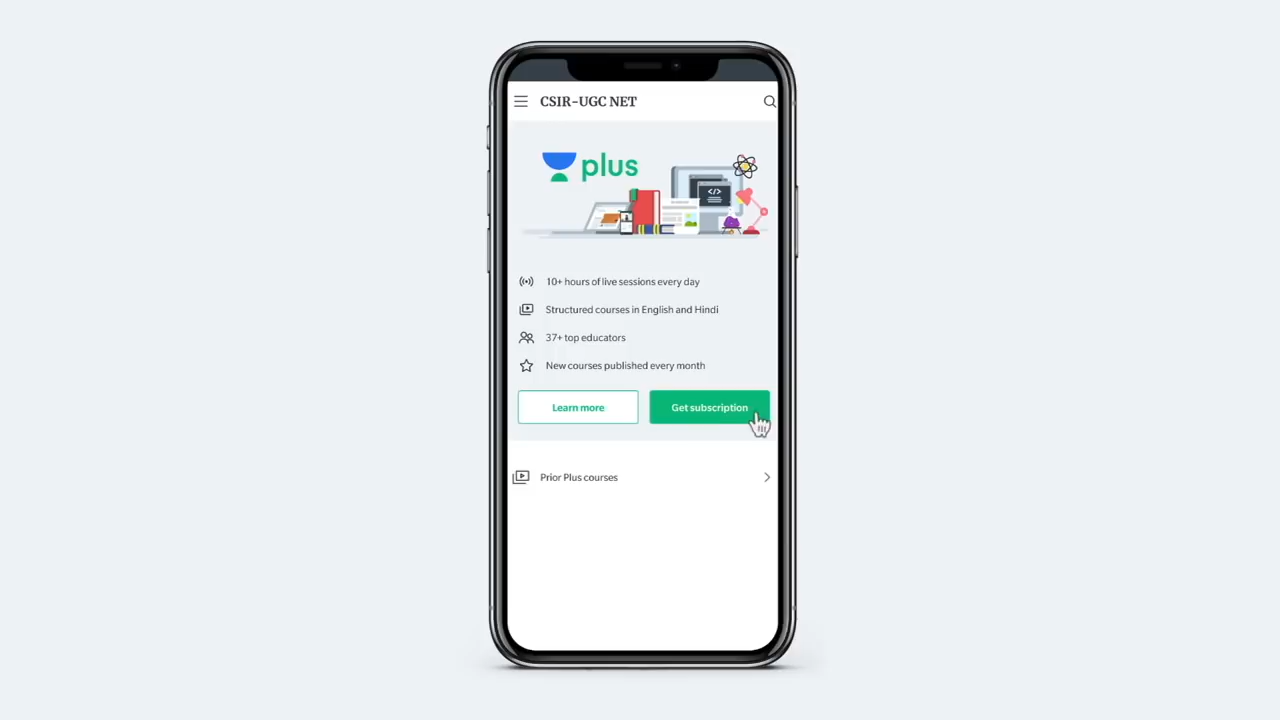 CSIR-UGC NET
plus
</>
10+ hours of live sessions every day
Structured courses in English and Hindi
37+ top educators
New courses published every month
Learn more
Get subscription
Prior Plus courses